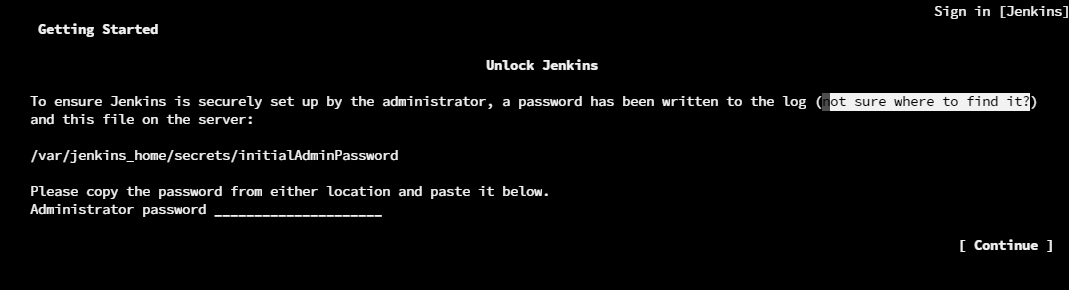 Sign in [Jenkins]
Getting Started
Unlock Jenkins
To ensure Jenkins is securely set up by the administrator, a password has been written to the log (not sure where to find it?)
and this file on the server:
/var/jenkins_home/secrets/initialAdminPassword
Please copy the password from either location and paste it below.
Administrator password _____________________
[ Continue ]